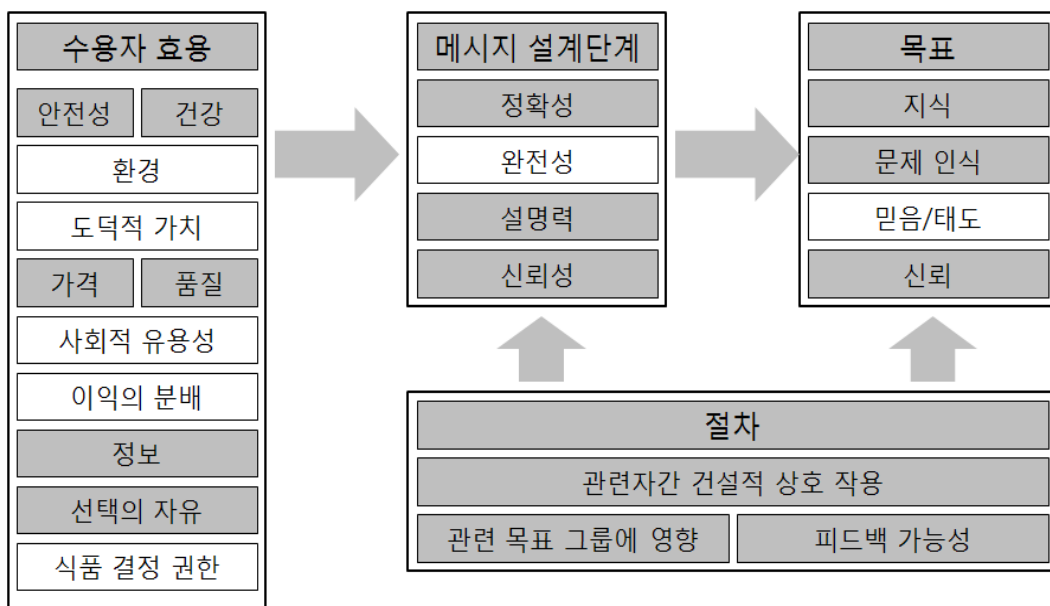 수용자 효용
안전성 건강
환경
도덕적 가치
가격 품질
사회적 유용성
이익의 분배
정보
선택의 자유
식품 결정 권한
메시지 설계단계
정확성
완전성
설명력
신뢰성
목표
지식
문제 인식
믿음/태도
신뢰
절차
관련자간 건설적 상호 작용
관련 목표 그룹에 영향 피드백 가능성